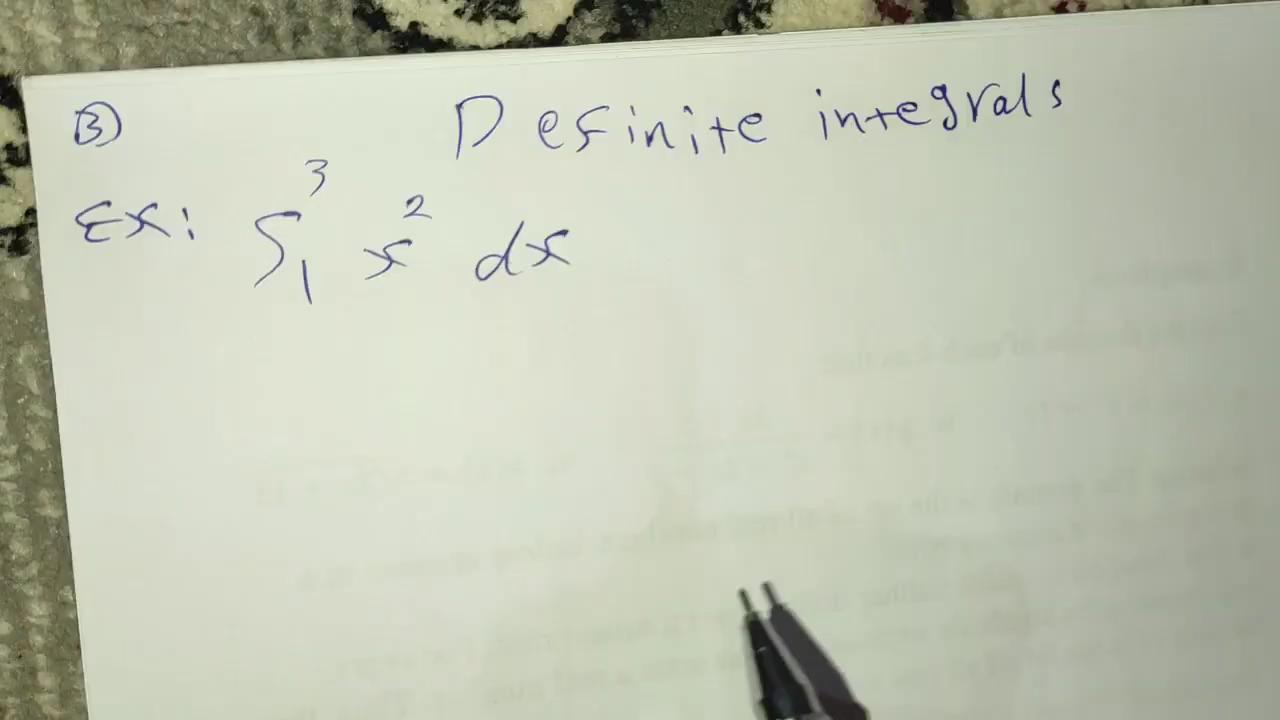 ③ Definite integrals
Ex: ∫₁³ x² dx